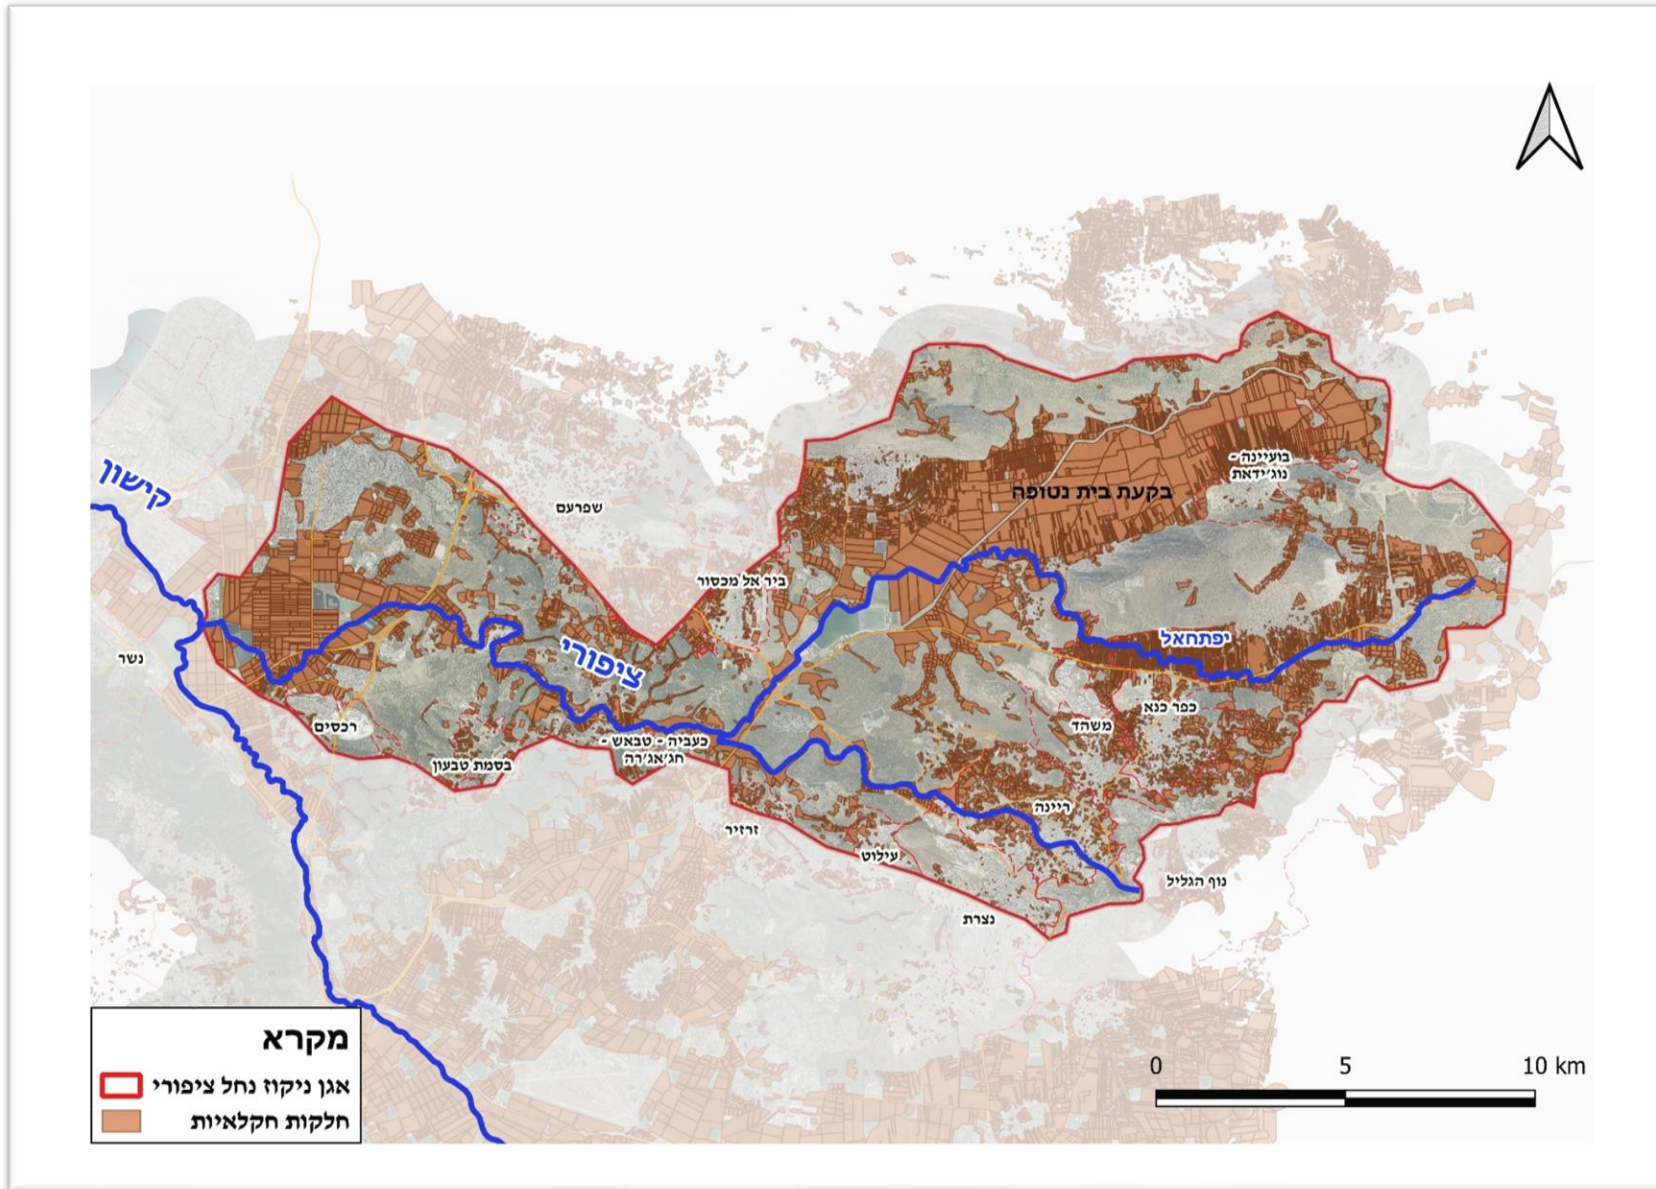 קישון
שפרעם
בקעת בית נטופה
בועיינה -
נוג'ידאת
ביר אל מכסור
יפתחאל
ציפורי
נשר
כפר כנא
משהד
רכסים
כעביה - טבאש -
חג'אג'רה
בסמת טבעון
ריינה
זרזיר
עילוט
נוף הגליל
נצרת
מקרא
אגן ניקוז נחל ציפורי
חלקות חקלאיות
0 5 10 km